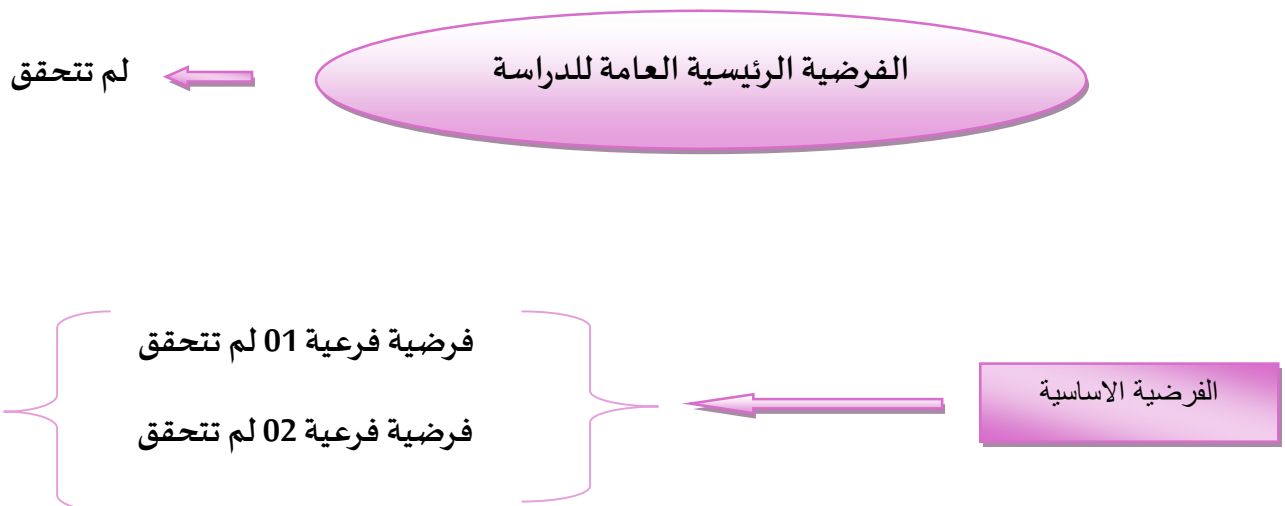 الفرضية الرئيسية العامة للدراسة
لم تتحقق
الفرضية الاساسية
فرضية فرعية 01 لم تتحقق
فرضية فرعية 02 لم تتحقق